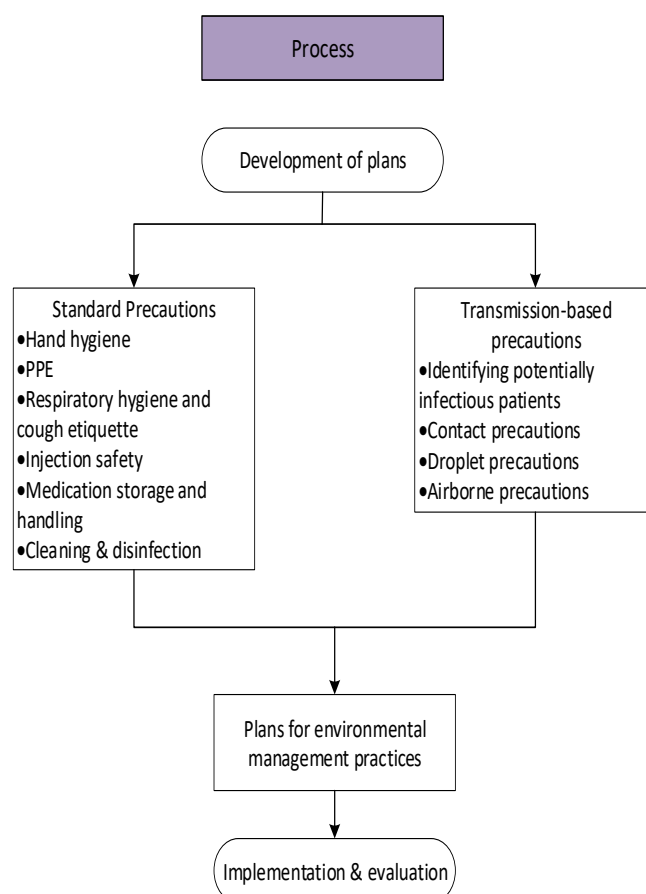 Process
Development of plans
Standard Precautions
•Hand hygiene
•PPE
•Respiratory hygiene and
cough etiquette
•Injection safety
•Medication storage and
handling
•Cleaning & disinfection
Transmission-based
precautions
•Identifying potentially
infectious patients
•Contact precautions
•Droplet precautions
•Airborne precautions
Plans for environmental
management practices
Implementation & evaluation